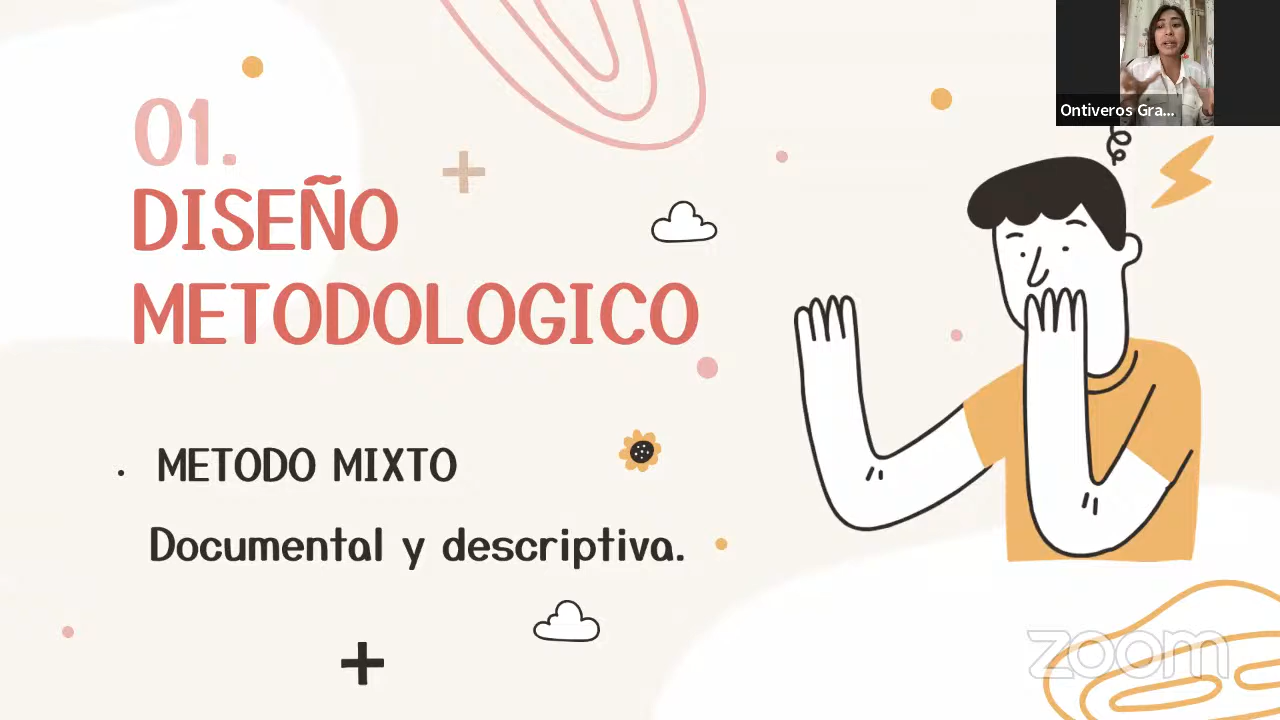 Ontiveros Gra...
01.
DISEÑO
METODOLOGICO
• METODO MIXTO
Documental y descriptiva.
zoom